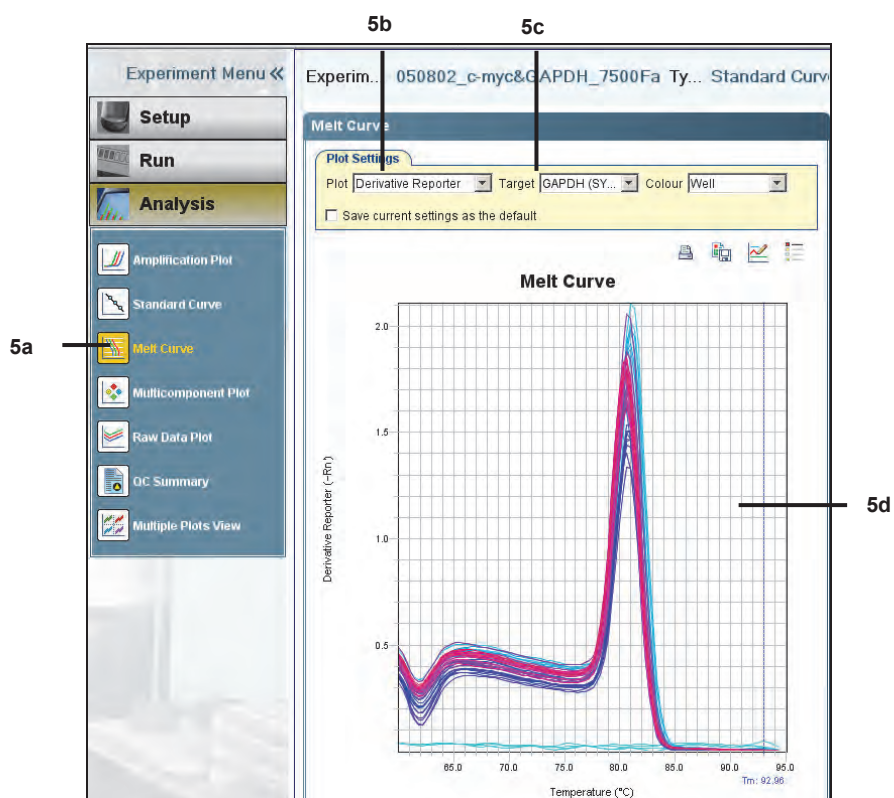 5b 5c
Experiment Menu «
Experim... 050802_c-myc&GAPDH_7500Fa Ty... Standard Curv
Setup
Run
Analysis
Amplification Plot
Standard Curve
5a
Melt Curve
Multicomponent Plot
Raw Data Plot
QC Summary
Multiple Plots View
Melt Curve
Plot Settings
Plot Derivative Reporter Target GAPDH (SY... Colour Well
Save current settings as the default
Melt Curve
Derivative Reporter (-Rn)
2.0
1.5
1.0
0.5
5d
65.0 70.0 75.0 80.0 85.0 90.0 95.0
Tm: 92.96
Temperature (°C)